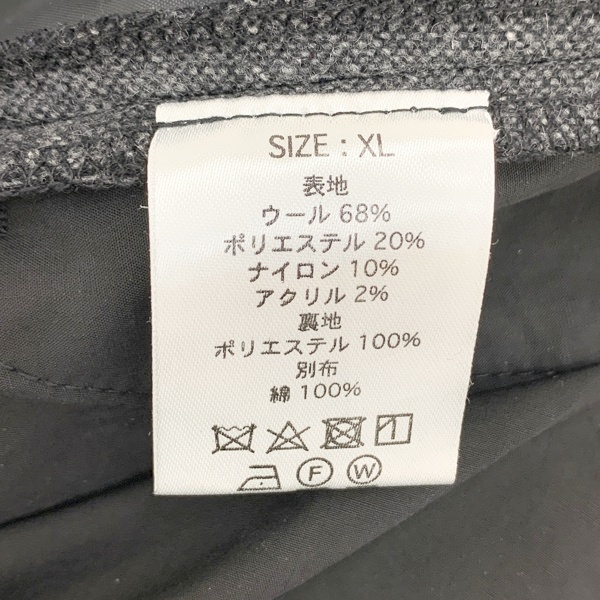 SIZE : XL
表地
ウール 68%
ポリエステル 20%
ナイロン 10%
アクリル 2%
裏地
ポリエステル 100%
別布
綿 100%
F W